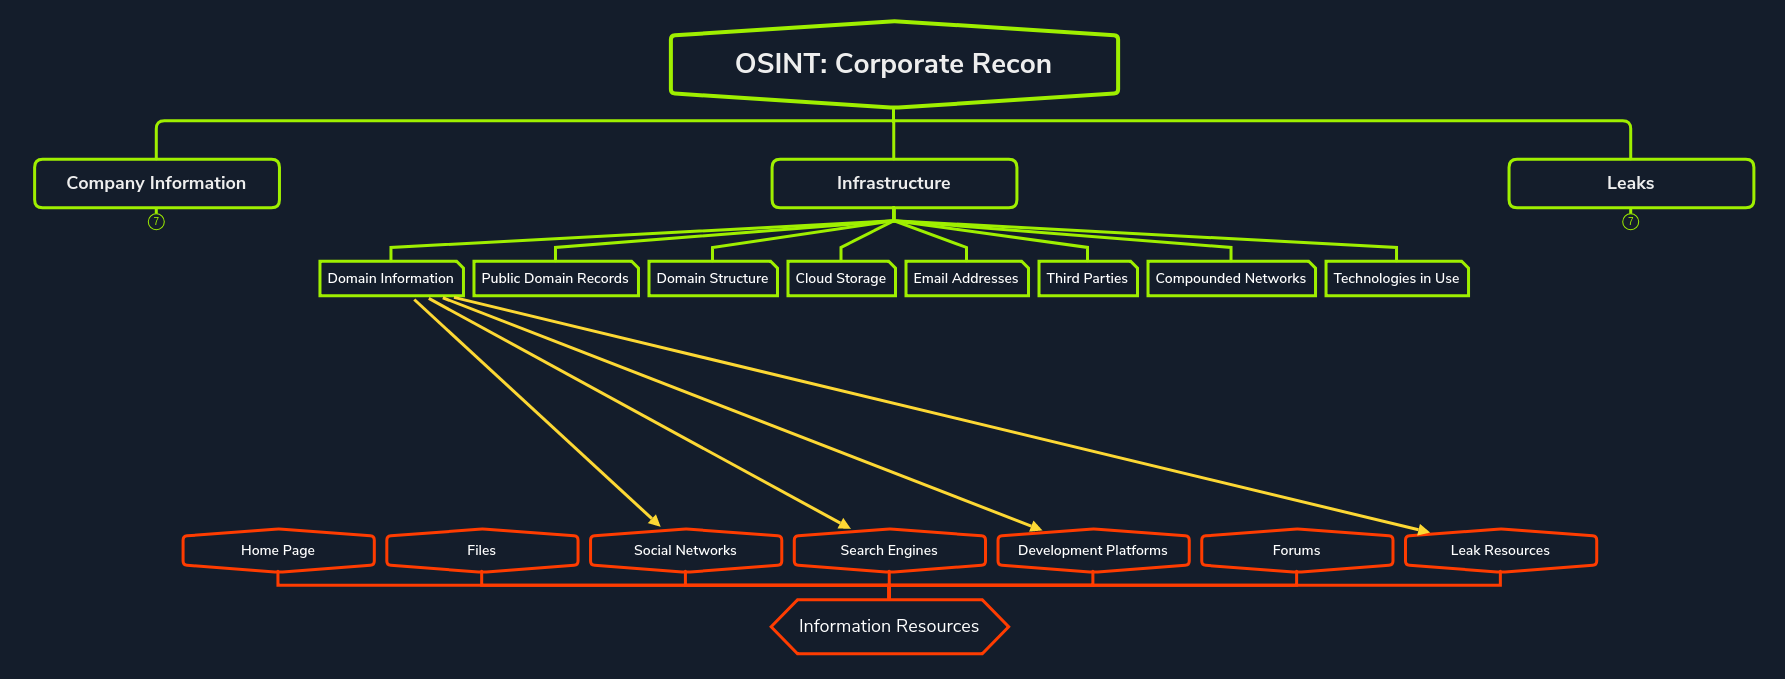 OSINT: Corporate Recon
Company Information
Infrastructure
Leaks
7
7
Domain Information
Public Domain Records
Domain Structure
Cloud Storage
Email Addresses
Third Parties
Compounded Networks
Technologies in Use
Home Page
Files
Social Networks
Search Engines
Development Platforms
Forums
Leak Resources
Information Resources